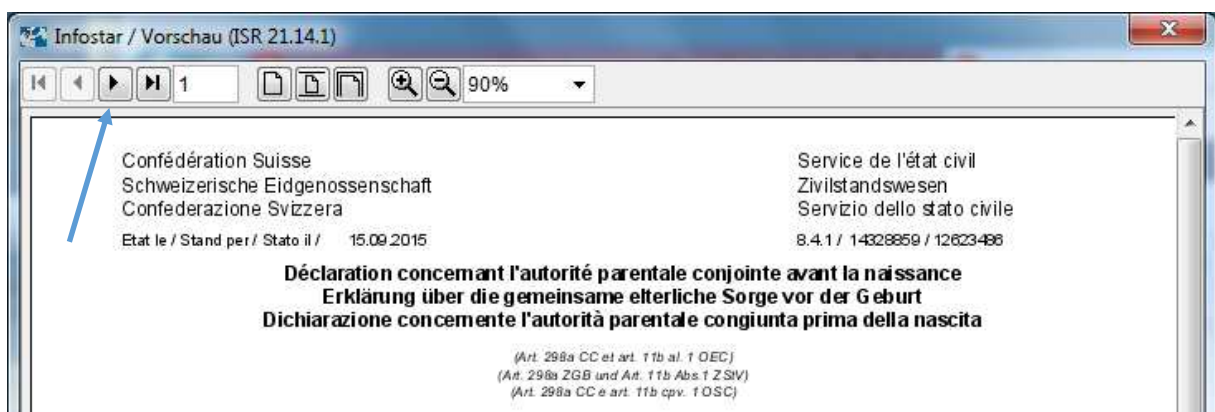 Infostar / Vorschau (ISR 21.14.1)
1
90%
Confédération Suisse
Schweizerische Eidgenossenschaft
Confederazione Svizzera
Service de l'état civil
Zivilstandswesen
Servizio dello stato civile
Etat le / Stand per / Stato il / 15.09.2015
8.4.1 / 14328859 / 12623486
Déclaration concernant l'autorité parentale conjointe avant la naissance
Erklärung über die gemeinsame elterliche Sorge vor der Geburt
Dichiarazione concernente l'autorità parentale congiunta prima della nascita
(Art. 298a CC et art. 11b al. 1 OEC)
(Art. 298a ZGB und Art. 11b Abs.1 ZStV)
(Art. 298a CC e art. 11b cpv. 1 OSC)